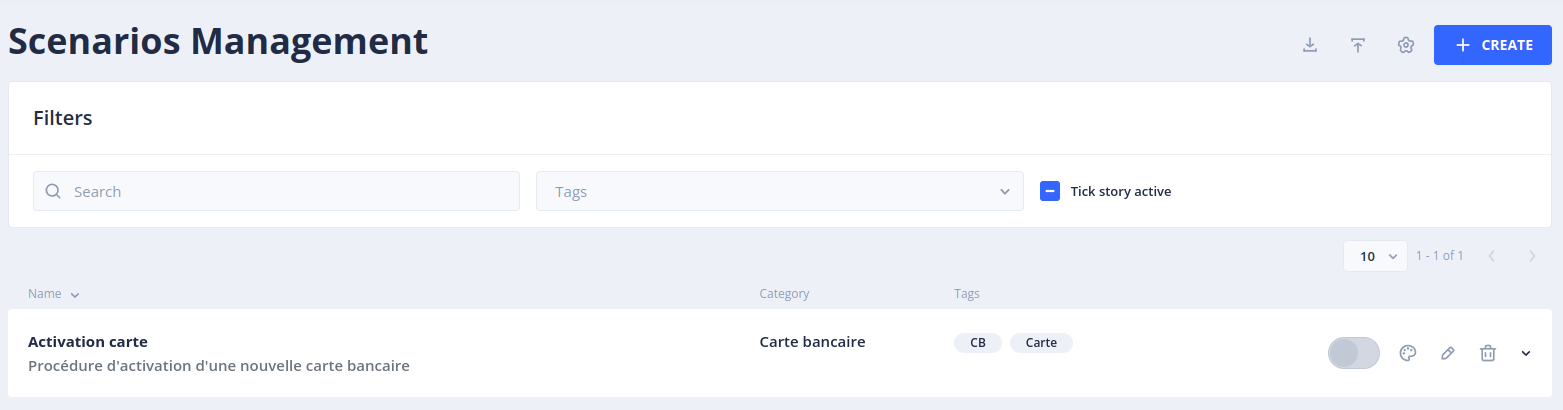 Scenarios Management
CREATE
Filters
Search
Tags
Tick story active
10
1 - 1 of 1
Name
Category
Tags
Activation carte
Carte bancaire
CB
Carte
Procédure d'activation d'une nouvelle carte bancaire